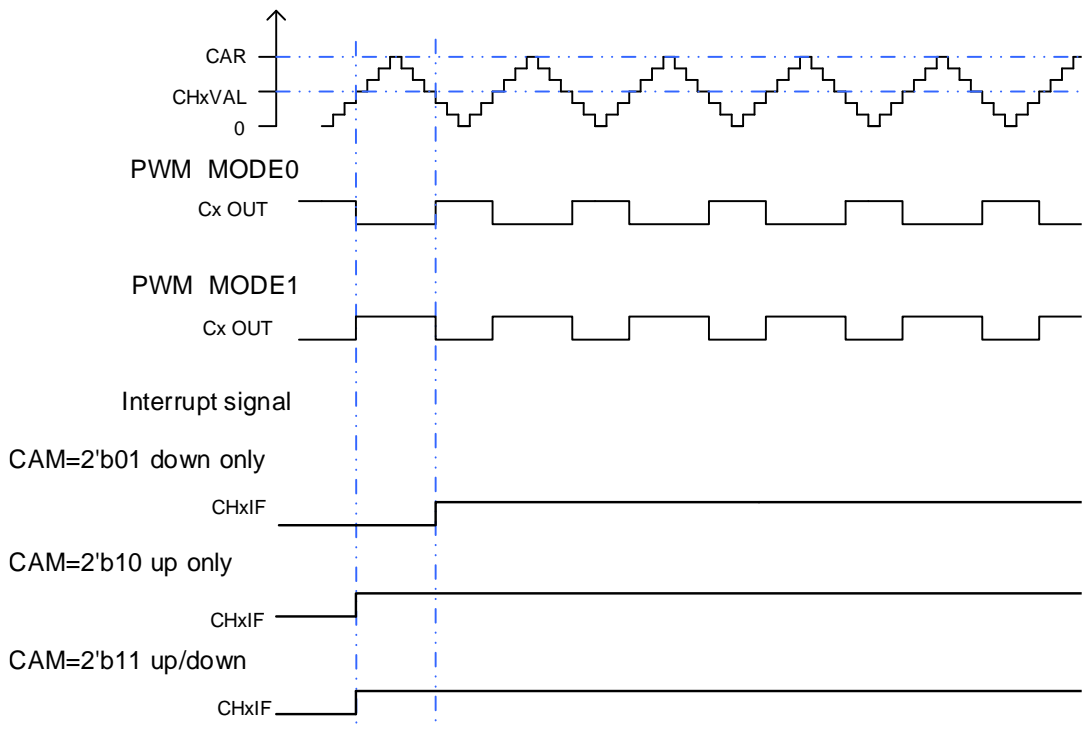 CAR
CHxVAL
0
PWM MODE0
Cx OUT
PWM MODE1
Cx OUT
Interrupt signal
CAM=2'b01 down only
CHxIF
CAM=2'b10 up only
CHxIF
CAM=2'b11 up/down
CHxIF